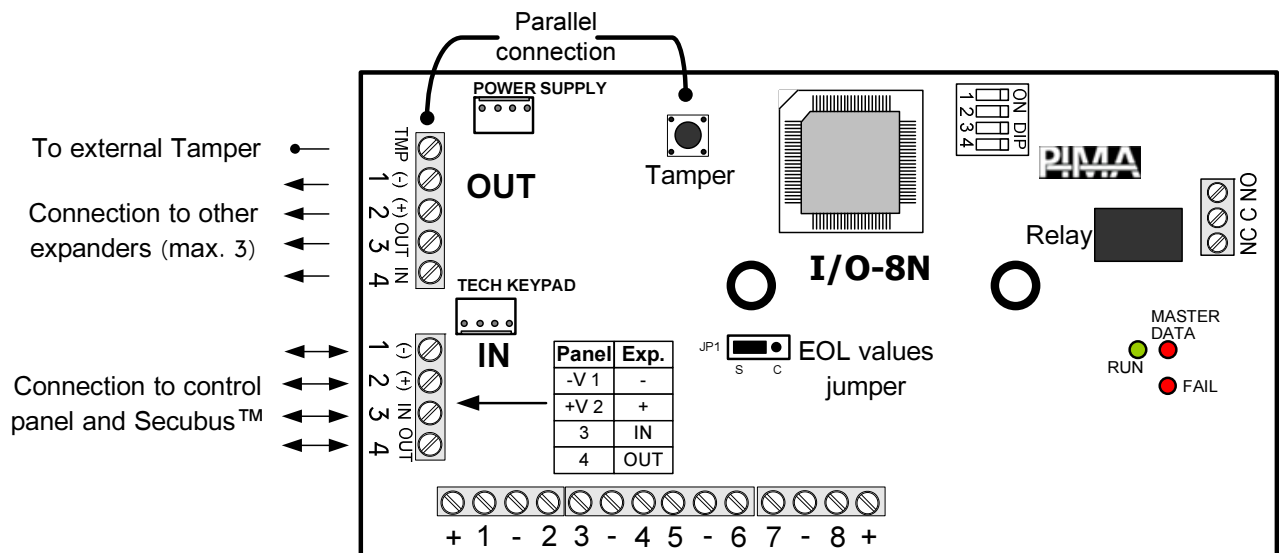 Parallel
connection
POWER SUPPLY
To external Tamper
TMP
1 (-)
2 (+)
3 OUT
4 IN
OUT
Connection to other
expanders (max. 3)
Tamper
ON DIP
1 2 3 4
PIMA
I/O-8N
Relay
NC C NO
TECH KEYPAD
IN
1 (-)
2 (+)
3 IN
4 OUT
Connection to control
panel and Secubus™
Panel Exp.
-V 1 -
+V 2 +
3 IN
4 OUT
JP1
S C
EOL values
jumper
MASTER
DATA
RUN
FAIL
+ 1 - 2 3 - 4 5 - 6 7 - 8 +